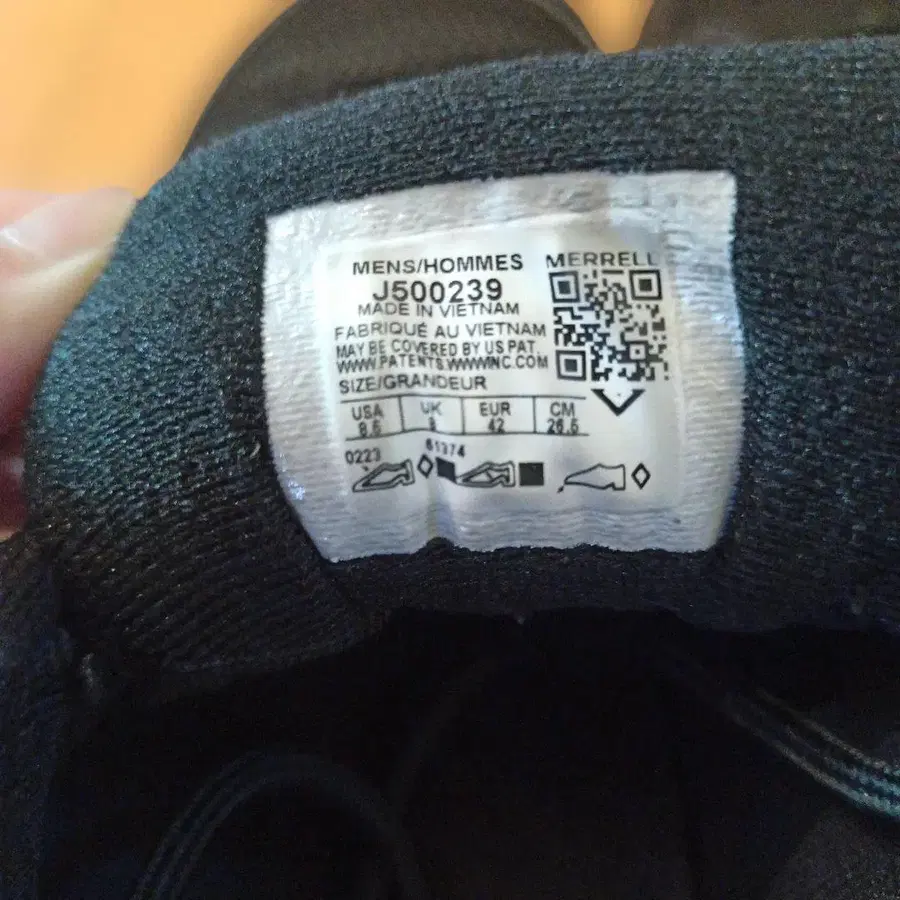 MENS/HOMMES MERRELL
J500239
MADE IN VIETNAM
FABRIQUÉ AU VIETNAM
MAY BE COVERED BY US PAT.
WWW.PATENTS.WWWINC.COM
SIZE/GRANDEUR
USA UK EUR CM
8.5 8 42 26.5
0223 61374